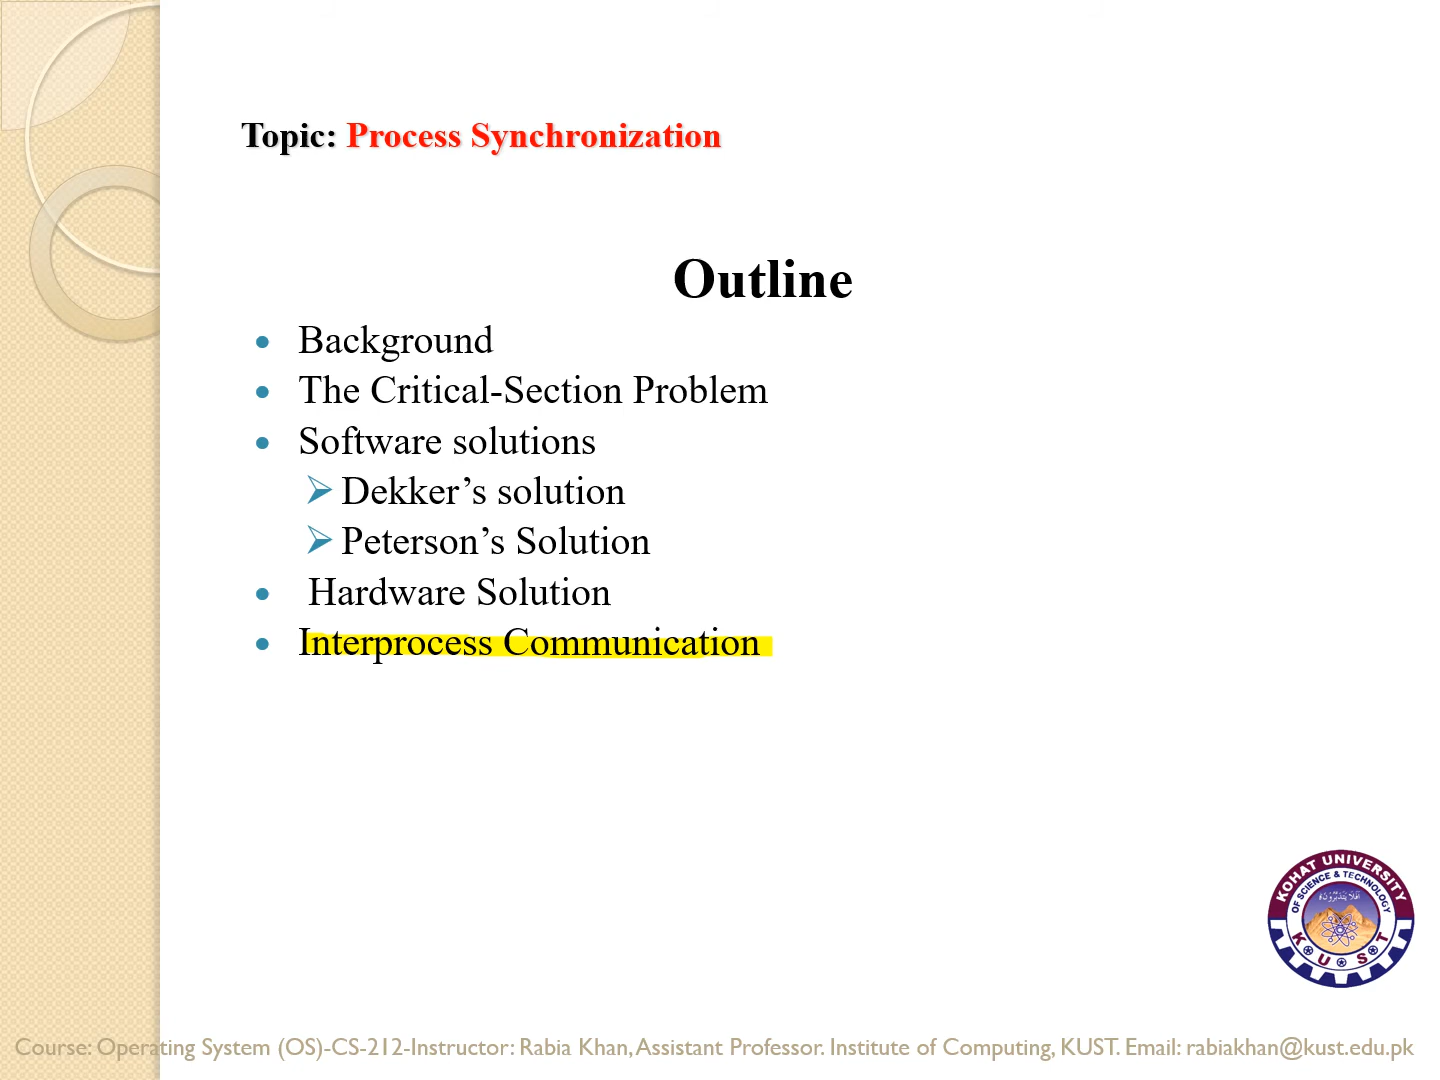 Topic: Process Synchronization
Outline
• Background
• The Critical-Section Problem
• Software solutions
➢ Dekker’s solution
➢ Peterson’s Solution
• Hardware Solution
• Interprocess Communication
KOHAT UNIVERSITY
OF SCIENCE & TECHNOLOGY
K U S T
Course: Operating System (OS)-CS-212-Instructor: Rabia Khan, Assistant Professor. Institute of Computing, KUST. Email: rabiakhan@kust.edu.pk